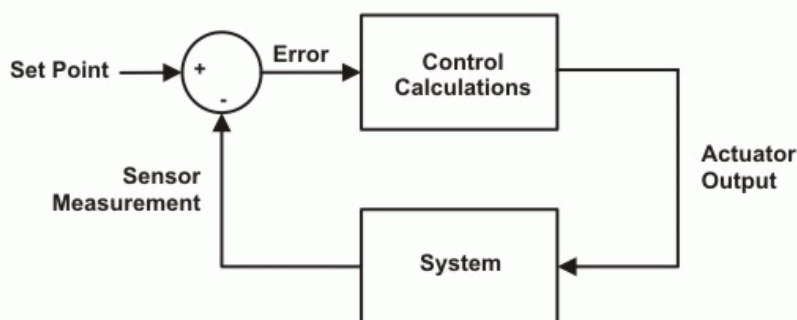 Set Point
+
-
Error
Control
Calculations
Actuator
Output
Sensor
Measurement
System